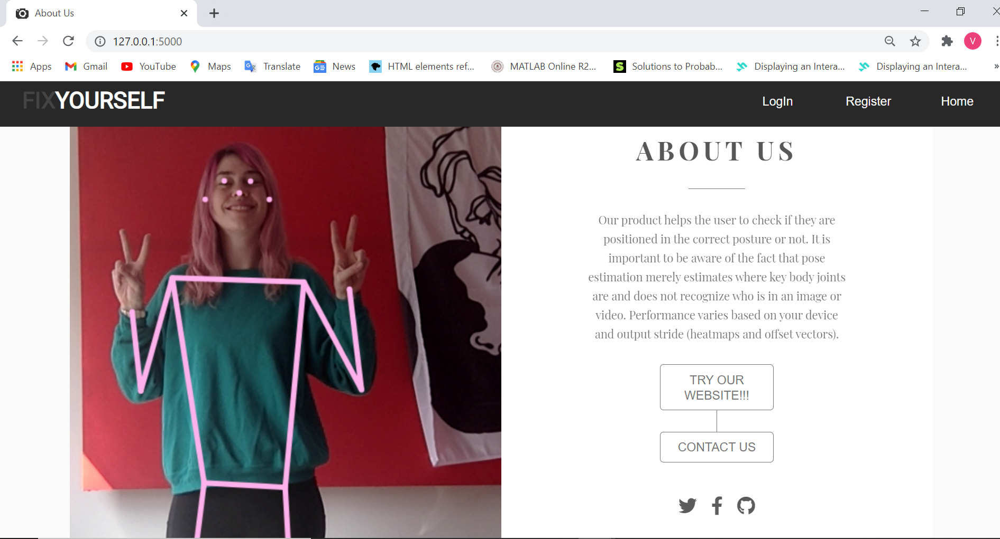 About Us
127.0.0.1:5000
V
Apps Gmail YouTube Maps Translate News HTML elements ref... MATLAB Online R2... Solutions to Probab... Displaying an Intera... Displaying an Intera... »
FIXYOURSELF
LogIn Register Home
ABOUT US
Our product helps the user to check if they are
positioned in the correct posture or not. It is
important to be aware of the fact that pose
estimation merely estimates where key body joints
are and does not recognize who is in an image or
video. Performance varies based on your device
and output stride (heatmaps and offset vectors).
TRY OUR
WEBSITE!!!
CONTACT US